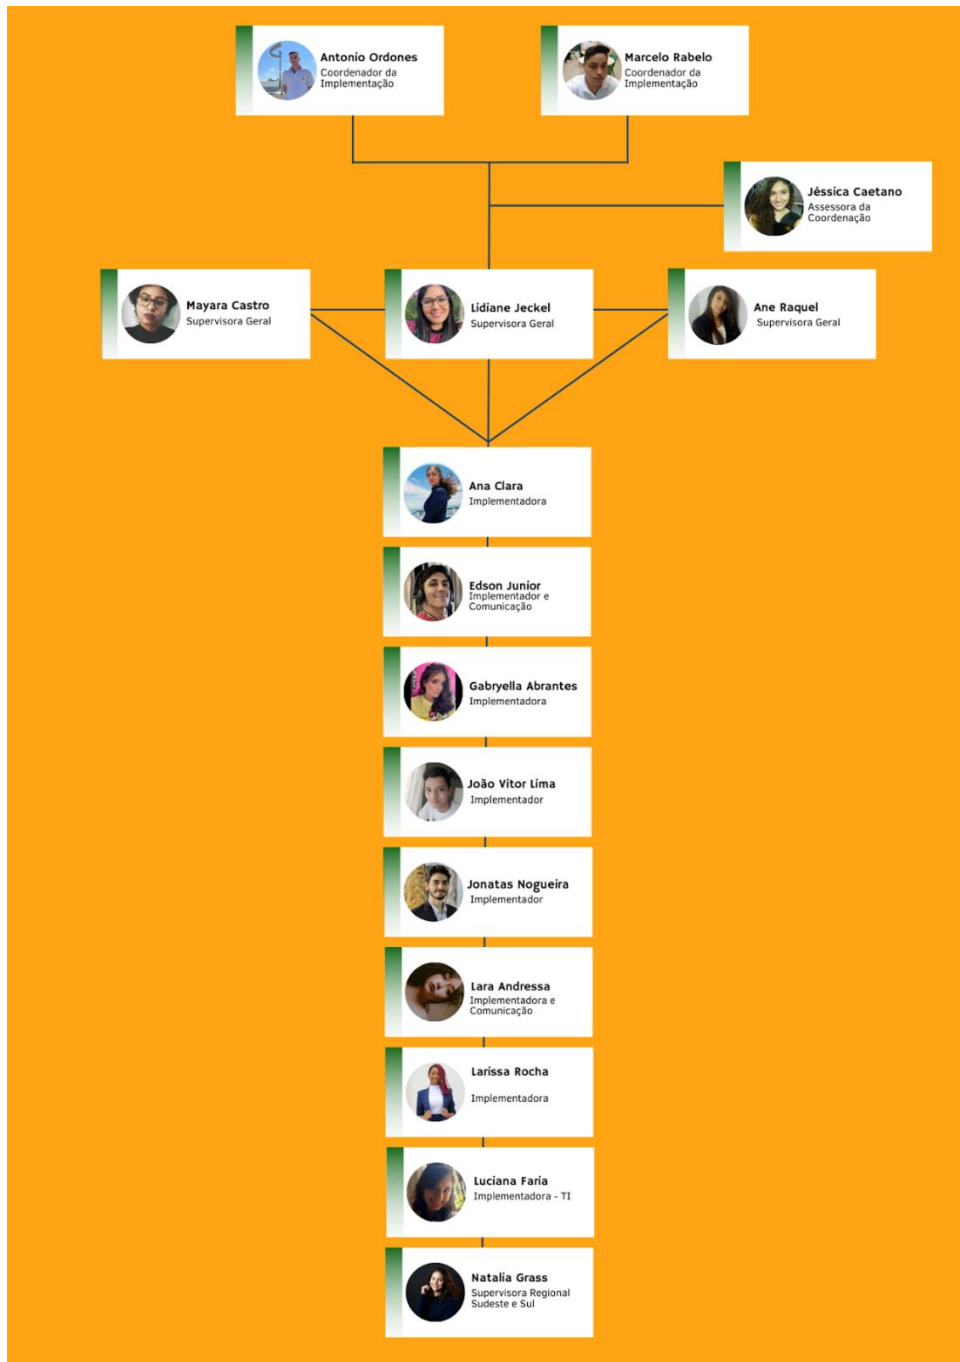 Antonio Ordones
Coordenador da
Implementação
Marcelo Rabelo
Coordenador da
Implementação
Jéssica Caetano
Assessora da
Coordenação
Mayara Castro
Supervisora Geral
Lidiane Jeckel
Supervisora Geral
Ane Raquel
Supervisora Geral
Ana Clara
Implementadora
Edson Junior
Implementador e
Comunicação
Gabryella Abrantes
Implementadora
João Vitor Lima
Implementador
Jonatas Nogueira
Implementador
Lara Andressa
Implementadora e
Comunicação
Larissa Rocha
Implementadora
Luciana Faria
Implementadora - TI
Natalia Grass
Supervisora Regional
Sudeste e Sul